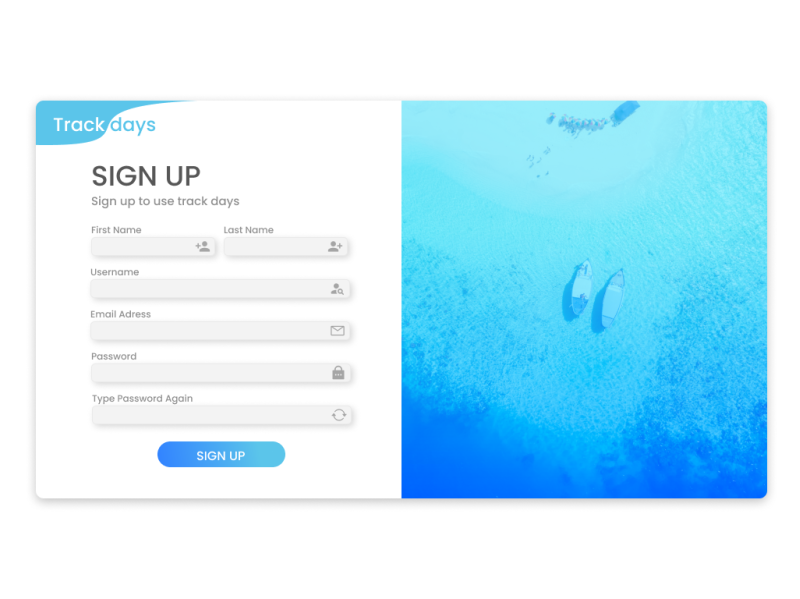 Track days
SIGN UP
Sign up to use track days
First Name
Last Name
Username
Email Adress
Password
Type Password Again
SIGN UP